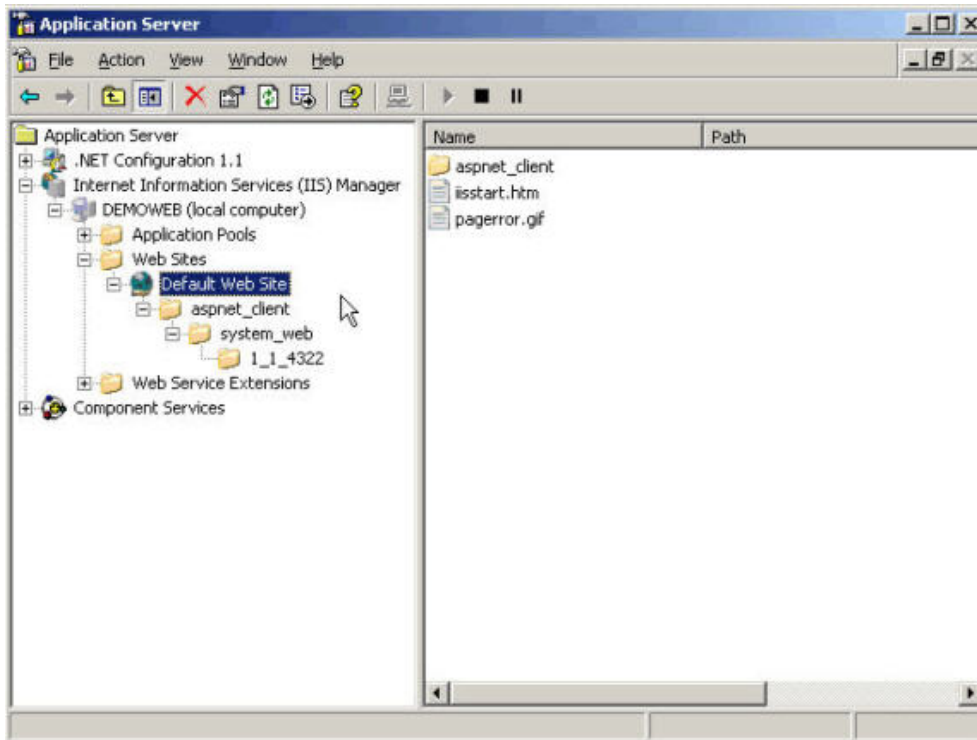 Application Server
File Action View Window Help
Application Server
.NET Configuration 1.1
Internet Information Services (IIS) Manager
DEMOWEB (local computer)
Application Pools
Web Sites
Default Web Site
aspnet_client
system_web
1_1_4322
Web Service Extensions
Component Services
Name Path
aspnet_client
iisstart.htm
pagerror.gif